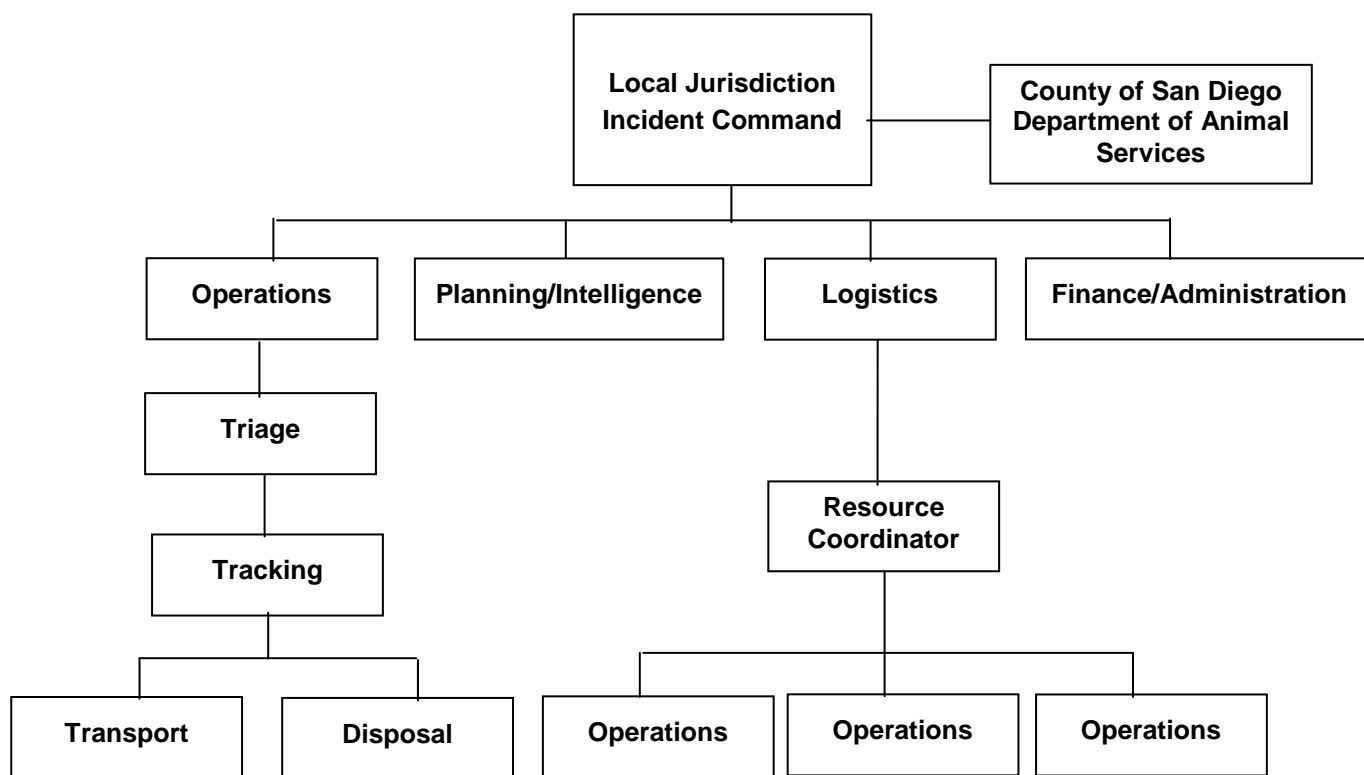 Local Jurisdiction
Incident Command
County of San Diego
Department of Animal
Services
Operations
Planning/Intelligence
Logistics
Finance/Administration
Triage
Resource
Coordinator
Tracking
Transport
Disposal
Operations
Operations
Operations